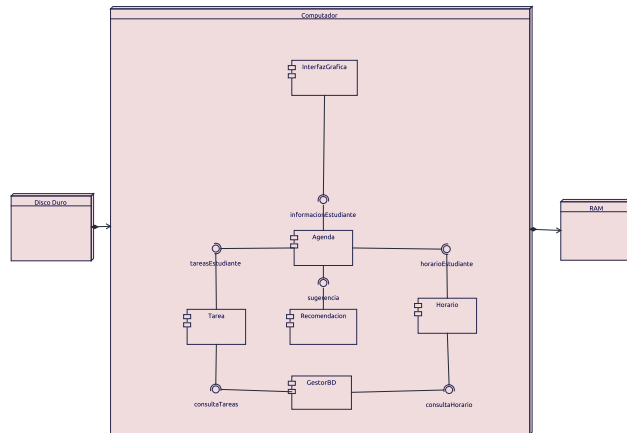 Computador
InterfazGrafica
Disco Duro
RAM
informacionEstudiante
Agenda
tareasEstudiante
horarioEstudiante
sugerencia
Tarea
Recomendacion
Horario
GestorBD
consultaTareas
consultaHorario